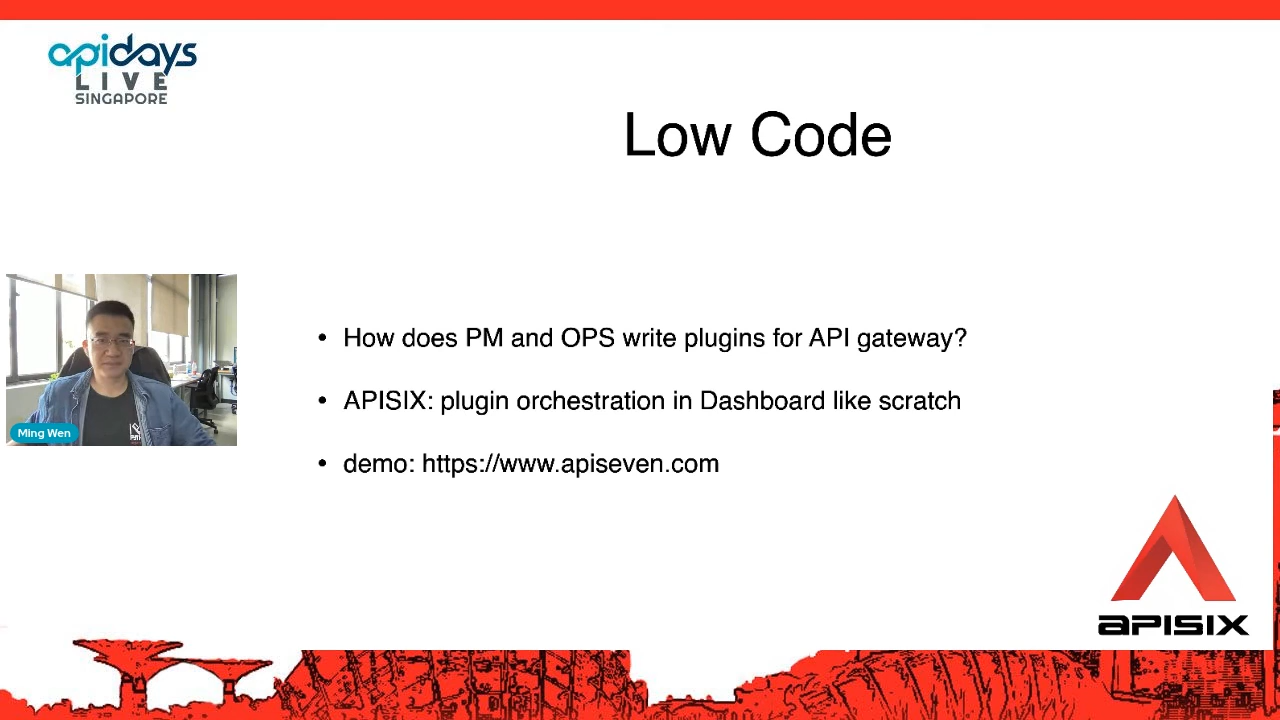 apidays
LIVE
SINGAPORE
Low Code
• How does PM and OPS write plugins for API gateway?
• APISIX: plugin orchestration in Dashboard like scratch
• demo: https://www.apiseven.com
Ming Wen
APISIX